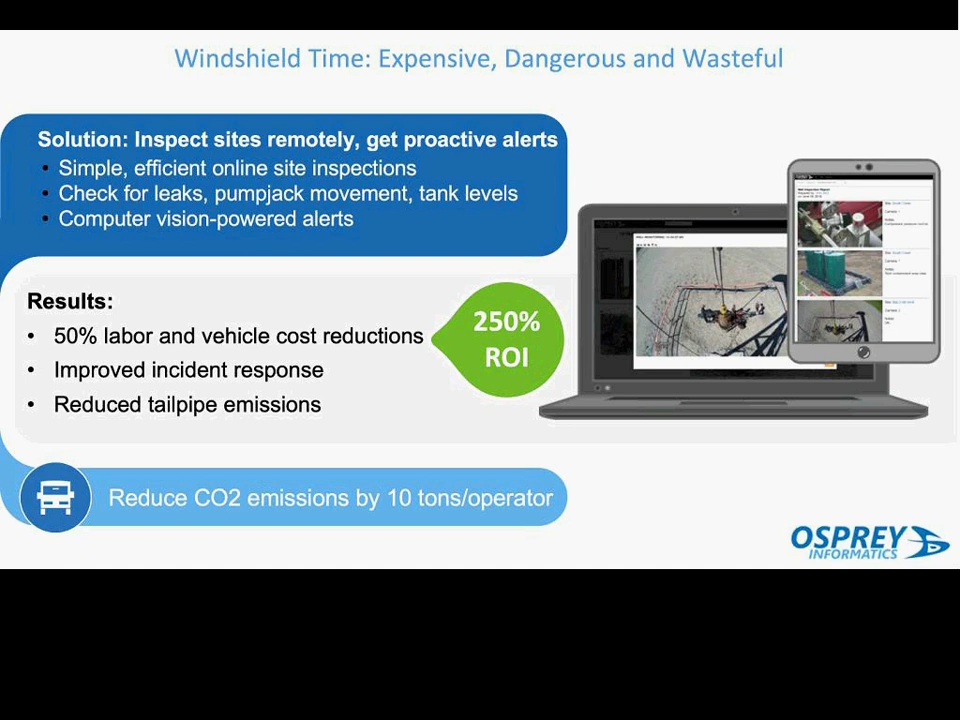 Windshield Time: Expensive, Dangerous and Wasteful
Solution: Inspect sites remotely, get proactive alerts
• Simple, efficient online site inspections
• Check for leaks, pumpjack movement, tank levels
• Computer vision-powered alerts
Results:
• 50% labor and vehicle cost reductions
• Improved incident response
• Reduced tailpipe emissions
250%
ROI
Reduce CO2 emissions by 10 tons/operator
OSPREY
INFORMATICS